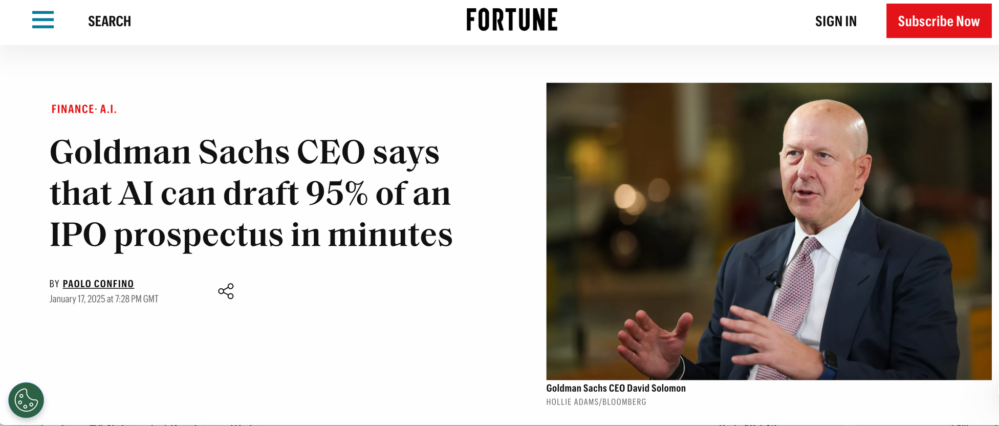 SEARCH
FORTUNE
SIGN IN
Subscribe Now
FINANCE· A.I.
Goldman Sachs CEO says
that AI can draft 95% of an
IPO prospectus in minutes
BY PAOLO CONFINO
January 17, 2025 at 7:28 PM GMT
Goldman Sachs CEO David Solomon
HOLLIE ADAMS/BLOOMBERG